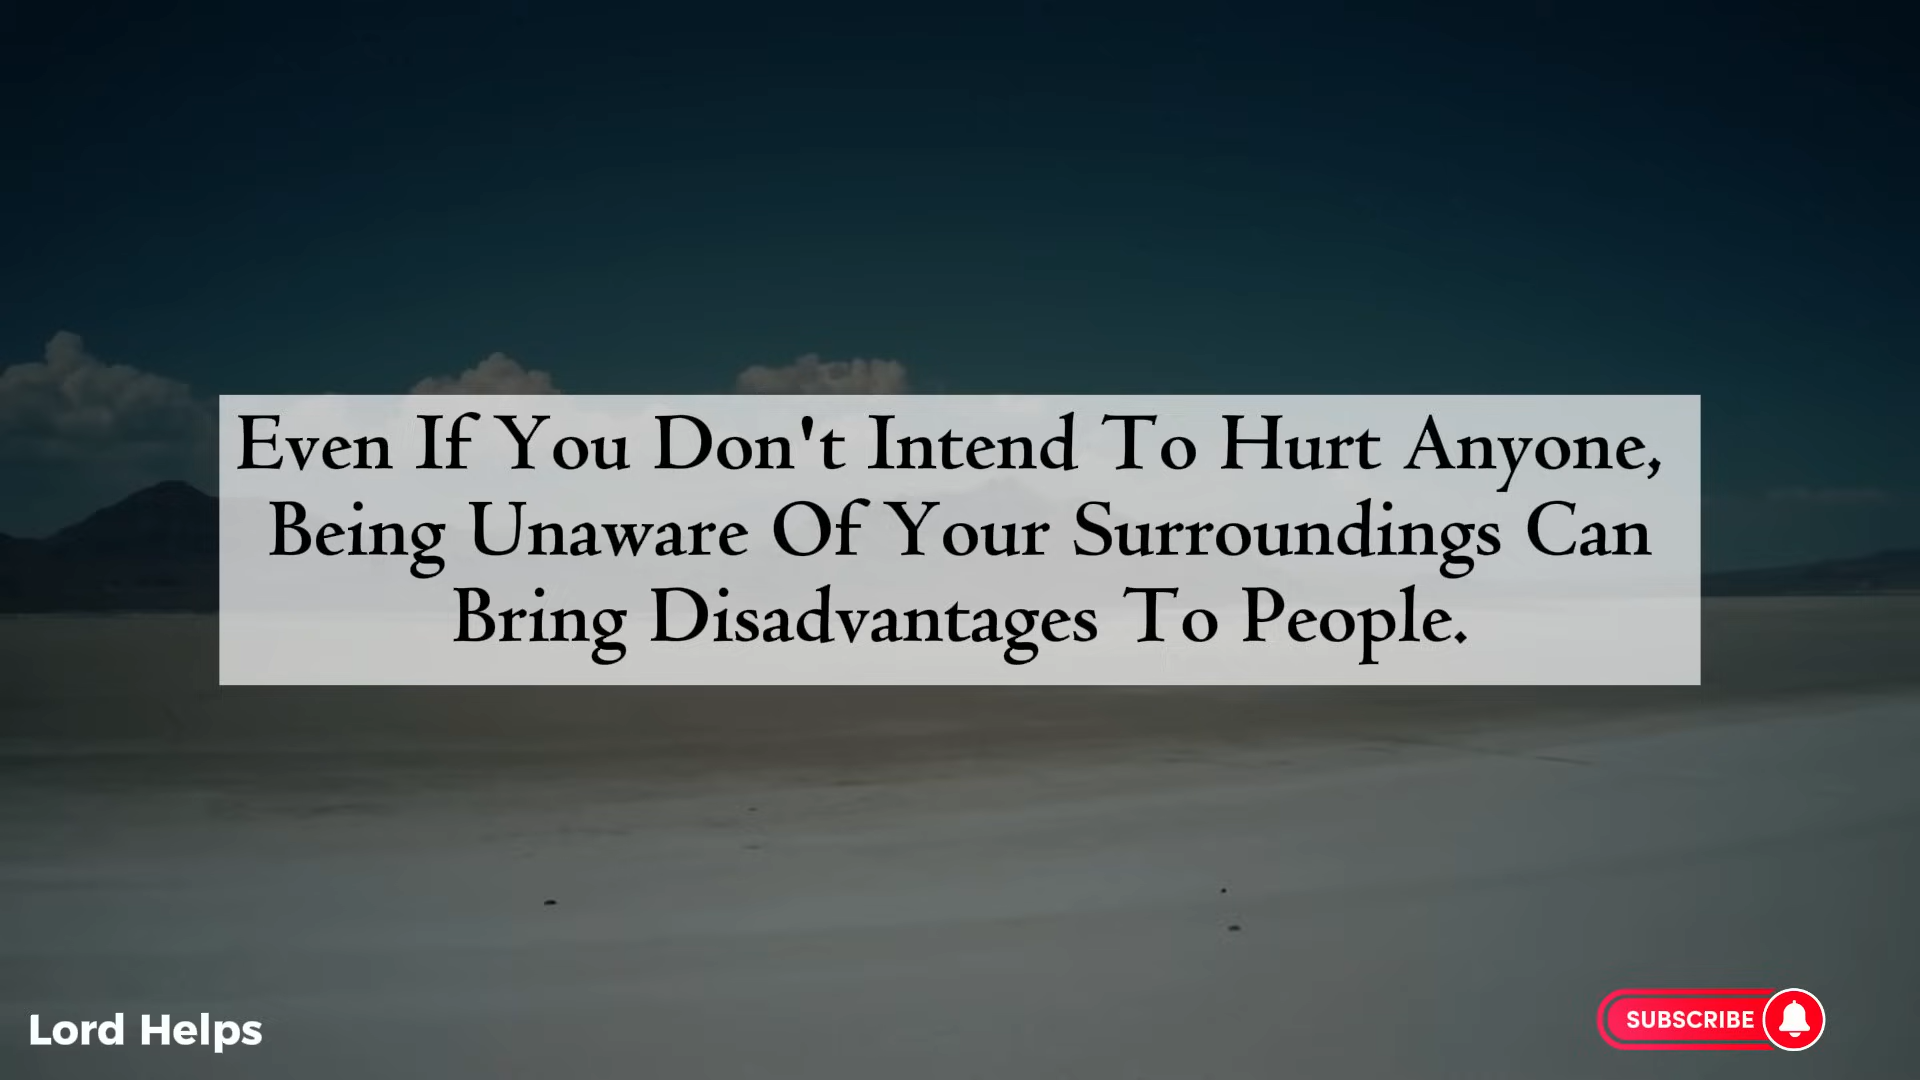 Even If You Don't Intend To Hurt Anyone,
Being Unaware Of Your Surroundings Can
Bring Disadvantages To People.
Lord Helps
SUBSCRIBE